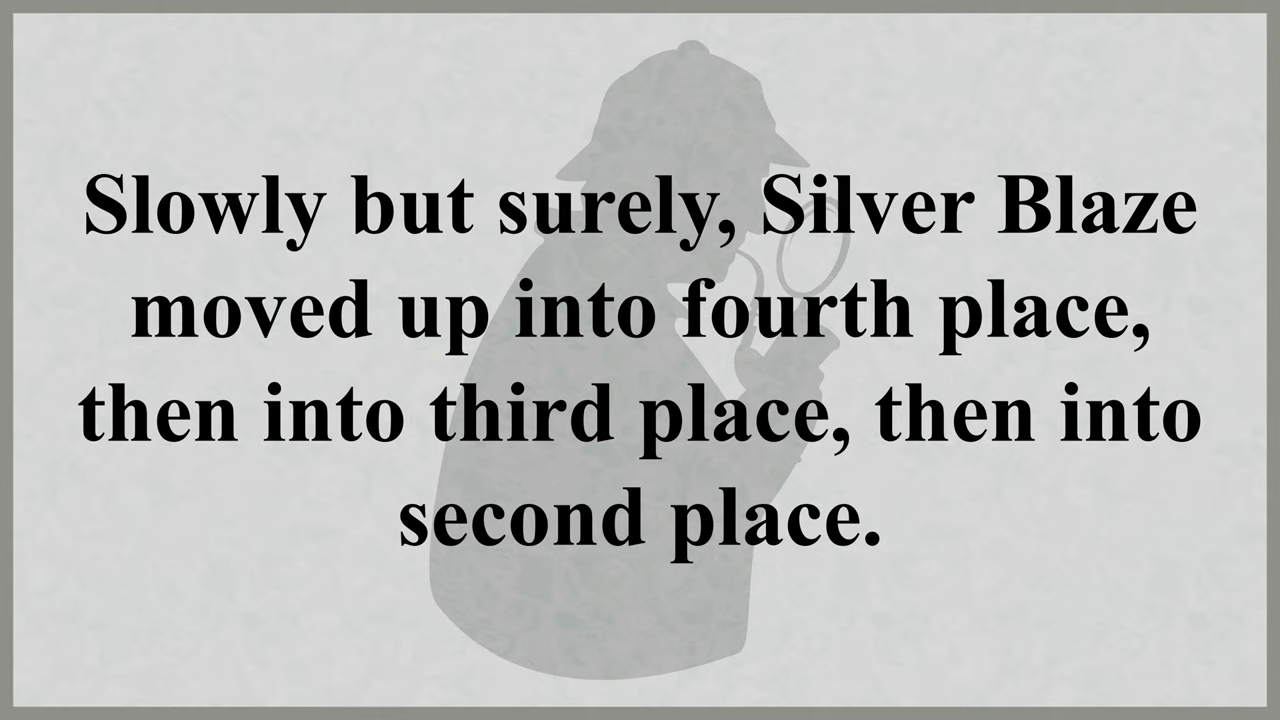 Slowly but surely, Silver Blaze
moved up into fourth place,
then into third place, then into
second place.